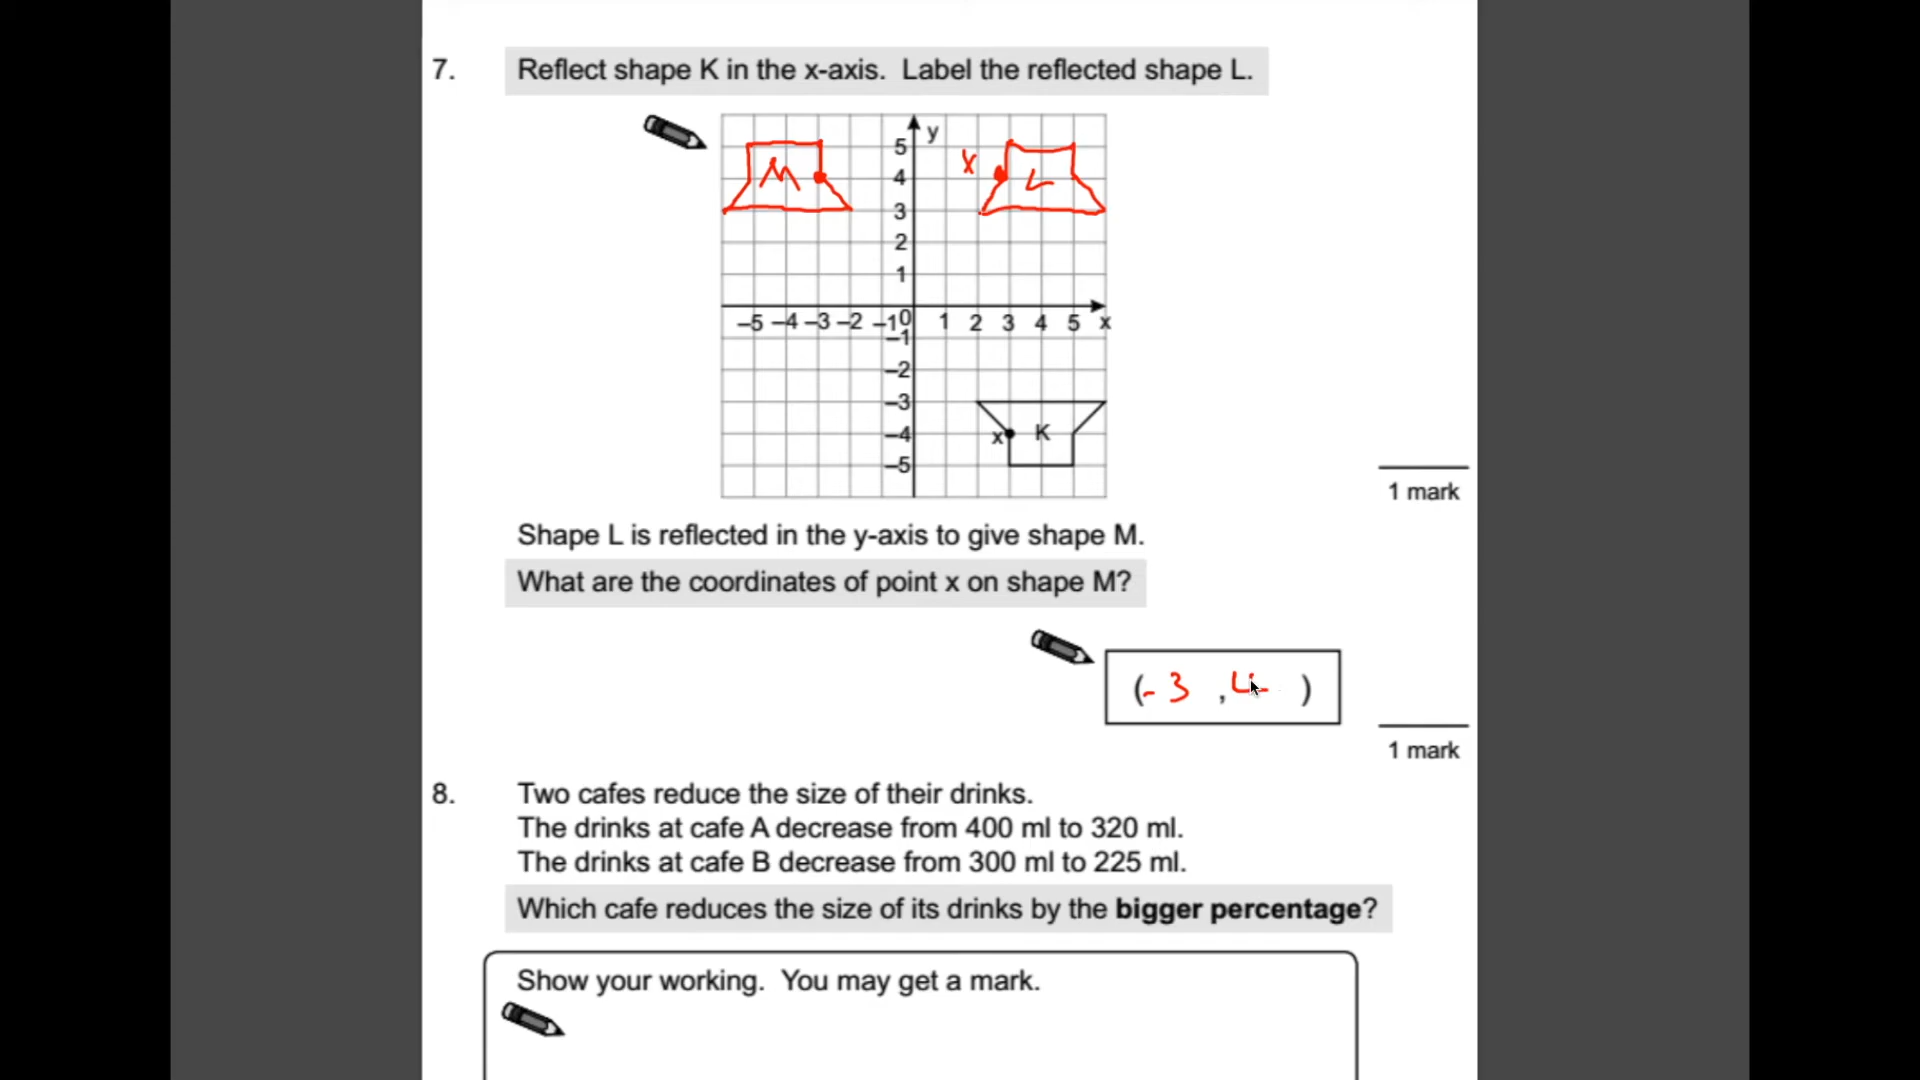 7. Reflect shape K in the x-axis. Label the reflected shape L.
y
5
4
3
2
1
M
x
L
–5 –4 –3 –2 –1 0 1 2 3 4 5 x
–1
–2
–3
–4
–5
x K
1 mark
Shape L is reflected in the y-axis to give shape M.
What are the coordinates of point x on shape M?
(-3 , 4 )
1 mark
8. Two cafes reduce the size of their drinks.
The drinks at cafe A decrease from 400 ml to 320 ml.
The drinks at cafe B decrease from 300 ml to 225 ml.
Which cafe reduces the size of its drinks by the bigger percentage?
Show your working. You may get a mark.